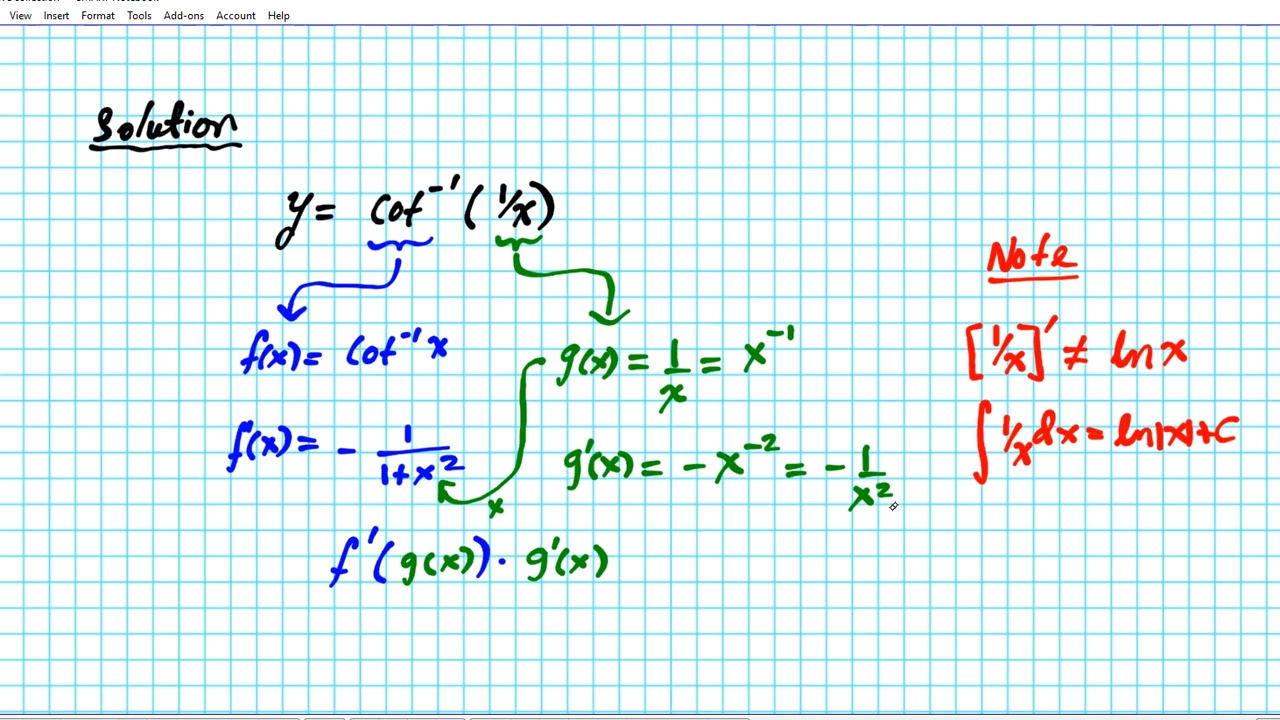 View Insert Format Tools Add-ons Account Help
Solution
y = cot⁻¹ (1/x)
Note
f(x) = cot⁻¹ x
g(x) = 1/x = x⁻¹
[1/x]' ≠ ln x
f'(x) = - 1/(1+x²)
g'(x) = -x⁻² = - 1/x²
∫ 1/x dx = ln|x|+C
x
f'(g(x)) · g'(x)